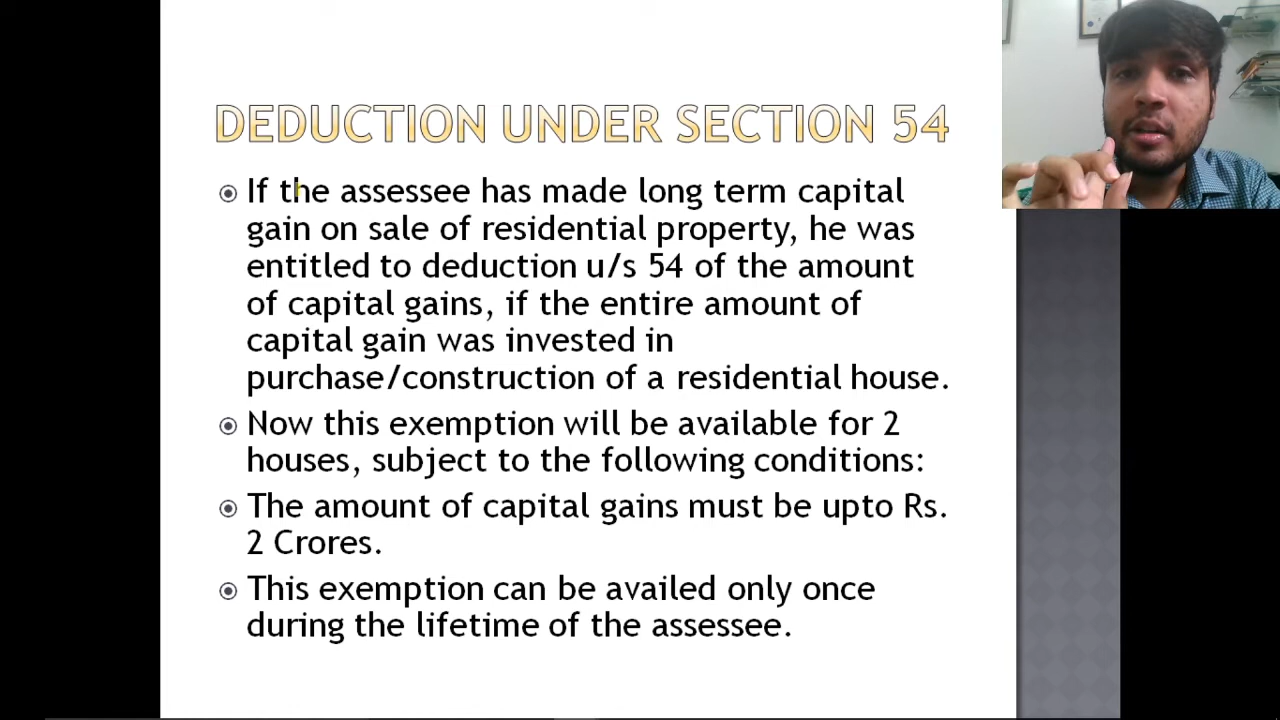 DEDUCTION UNDER SECTION 54
If the assessee has made long term capital
gain on sale of residential property, he was
entitled to deduction u/s 54 of the amount
of capital gains, if the entire amount of
capital gain was invested in
purchase/construction of a residential house.
Now this exemption will be available for 2
houses, subject to the following conditions:
The amount of capital gains must be upto Rs.
2 Crores.
This exemption can be availed only once
during the lifetime of the assessee.